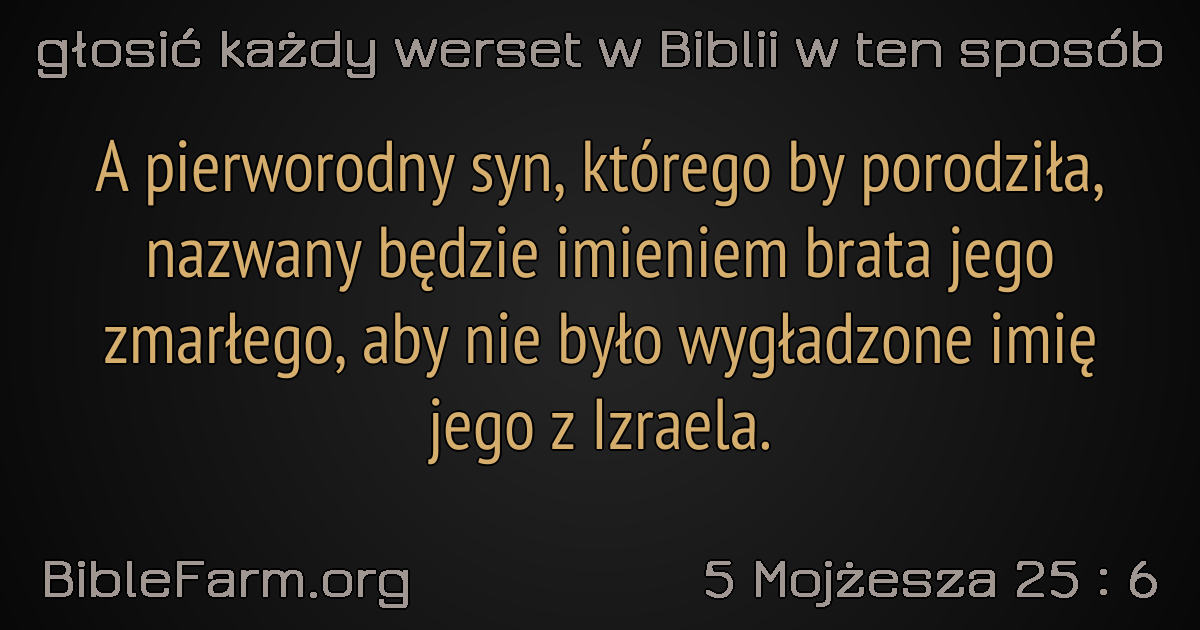 głosić każdy werset w Biblii w ten sposób
A pierworodny syn, którego by porodziła,
nazwany będzie imieniem brata jego
zmarłego, aby nie było wygładzone imię
jego z Izraela.
BibleFarm.org
5 Mojżesza 25 : 6